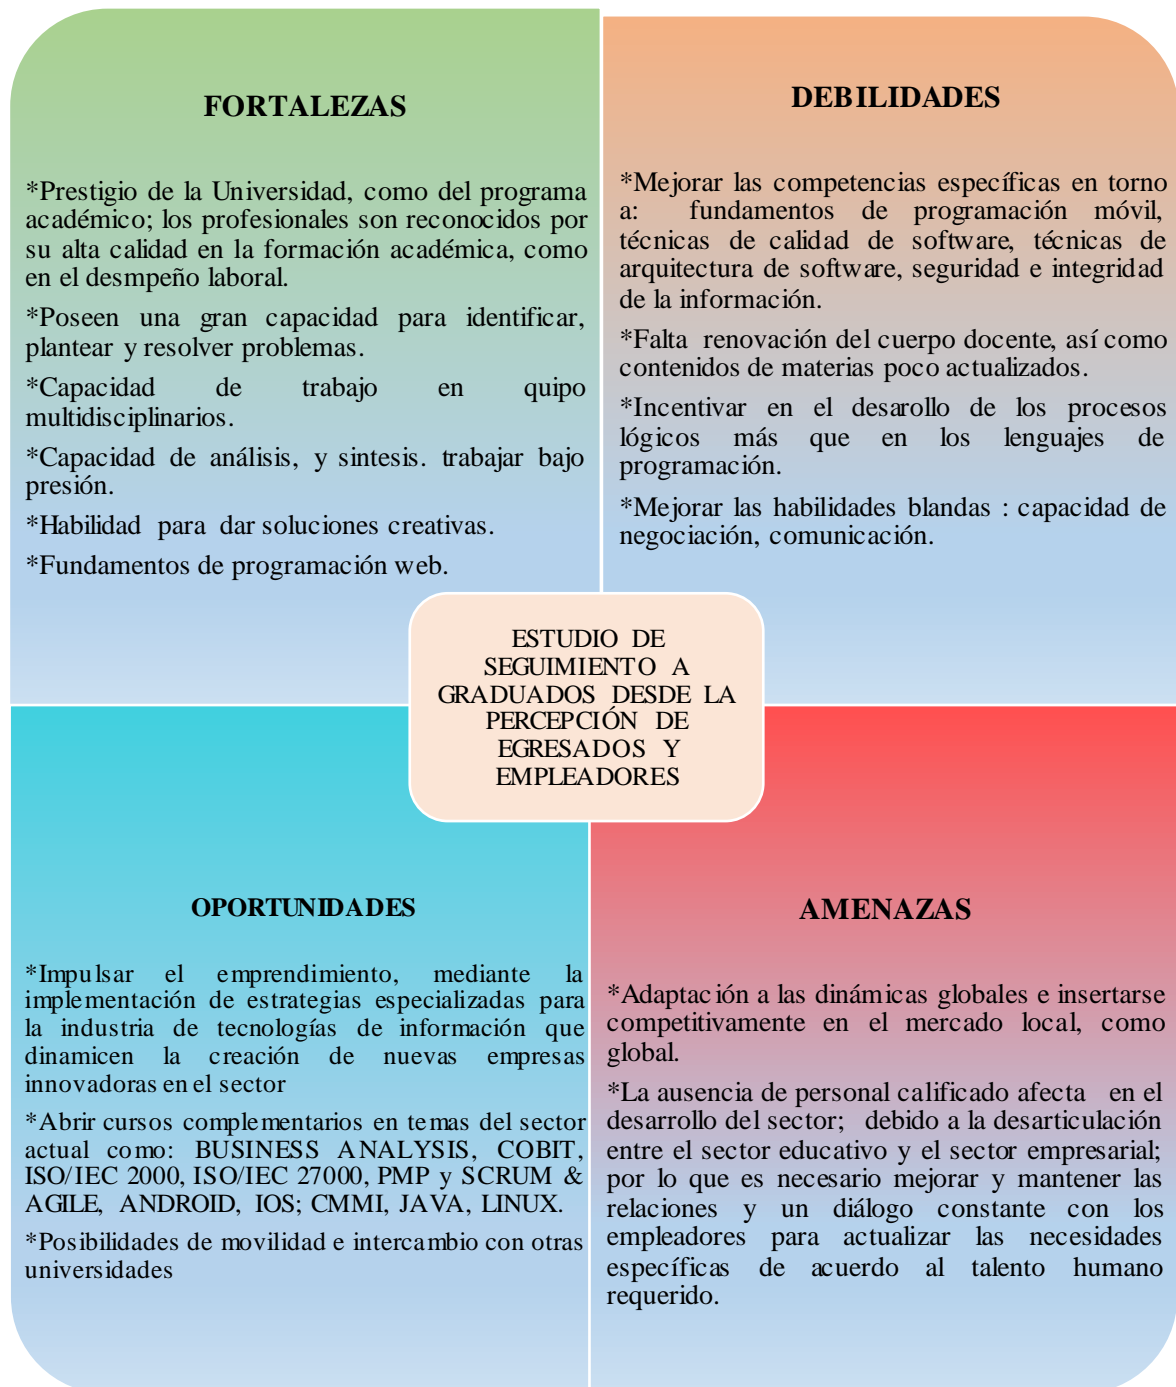 FORTALEZAS
*Prestigio de la Universidad, como del programa
académico; los profesionales son reconocidos por
su alta calidad en la formación académica, como
en el desmpeño laboral.
*Poseen una gran capacidad para identificar,
plantear y resolver problemas.
*Capacidad de trabajo en quipo
multidisciplinarios.
*Capacidad de análisis, y sintesis. trabajar bajo
presión.
*Habilidad para dar soluciones creativas.
*Fundamentos de programación web.
DEBILIDADES
*Mejorar las competencias específicas en torno
a: fundamentos de programación móvil,
técnicas de calidad de software, técnicas de
arquitectura de software, seguridad e integridad
de la información.
*Falta renovación del cuerpo docente, así como
contenidos de materias poco actualizados.
*Incentivar en el desarollo de los procesos
lógicos más que en los lenguajes de
programación.
*Mejorar las habilidades blandas : capacidad de
negociación, comunicación.
ESTUDIO DE
SEGUIMIENTO A
GRADUADOS DESDE LA
PERCEPCIÓN DE
EGRESADOS Y
EMPLEADORES
OPORTUNIDADES
*Impulsar el emprendimiento, mediante la
implementación de estrategias especializadas para
la industria de tecnologías de información que
dinamicen la creación de nuevas empresas
innovadoras en el sector
*Abrir cursos complementarios en temas del sector
actual como: BUSINESS ANALYSIS, COBIT,
ISO/IEC 2000, ISO/IEC 27000, PMP y SCRUM &
AGILE, ANDROID, IOS; CMMI, JAVA, LINUX.
*Posibilidades de movilidad e intercambio con otras
universidades
AMENAZAS
*Adaptación a las dinámicas globales e insertarse
competitivamente en el mercado local, como
global.
*La ausencia de personal calificado afecta en el
desarrollo del sector; debido a la desarticulación
entre el sector educativo y el sector empresarial;
por lo que es necesario mejorar y mantener las
relaciones y un diálogo constante con los
empleadores para actualizar las necesidades
específicas de acuerdo al talento humano
requerido.